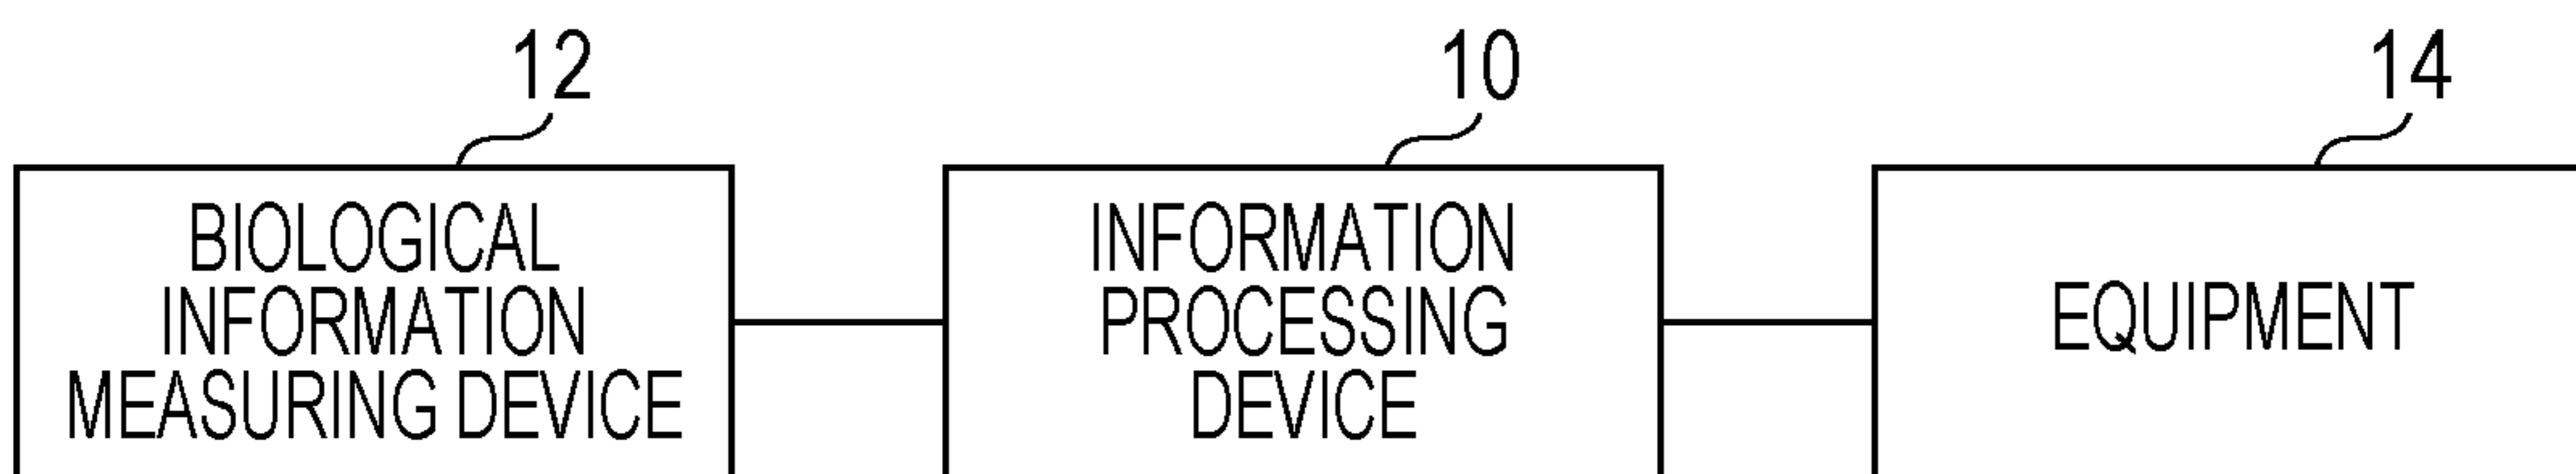 12
BIOLOGICAL
INFORMATION
MEASURING DEVICE
10
INFORMATION
PROCESSING
DEVICE
14
EQUIPMENT